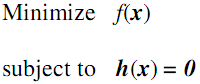 Minimize f(x)
subject to h(x) = 0